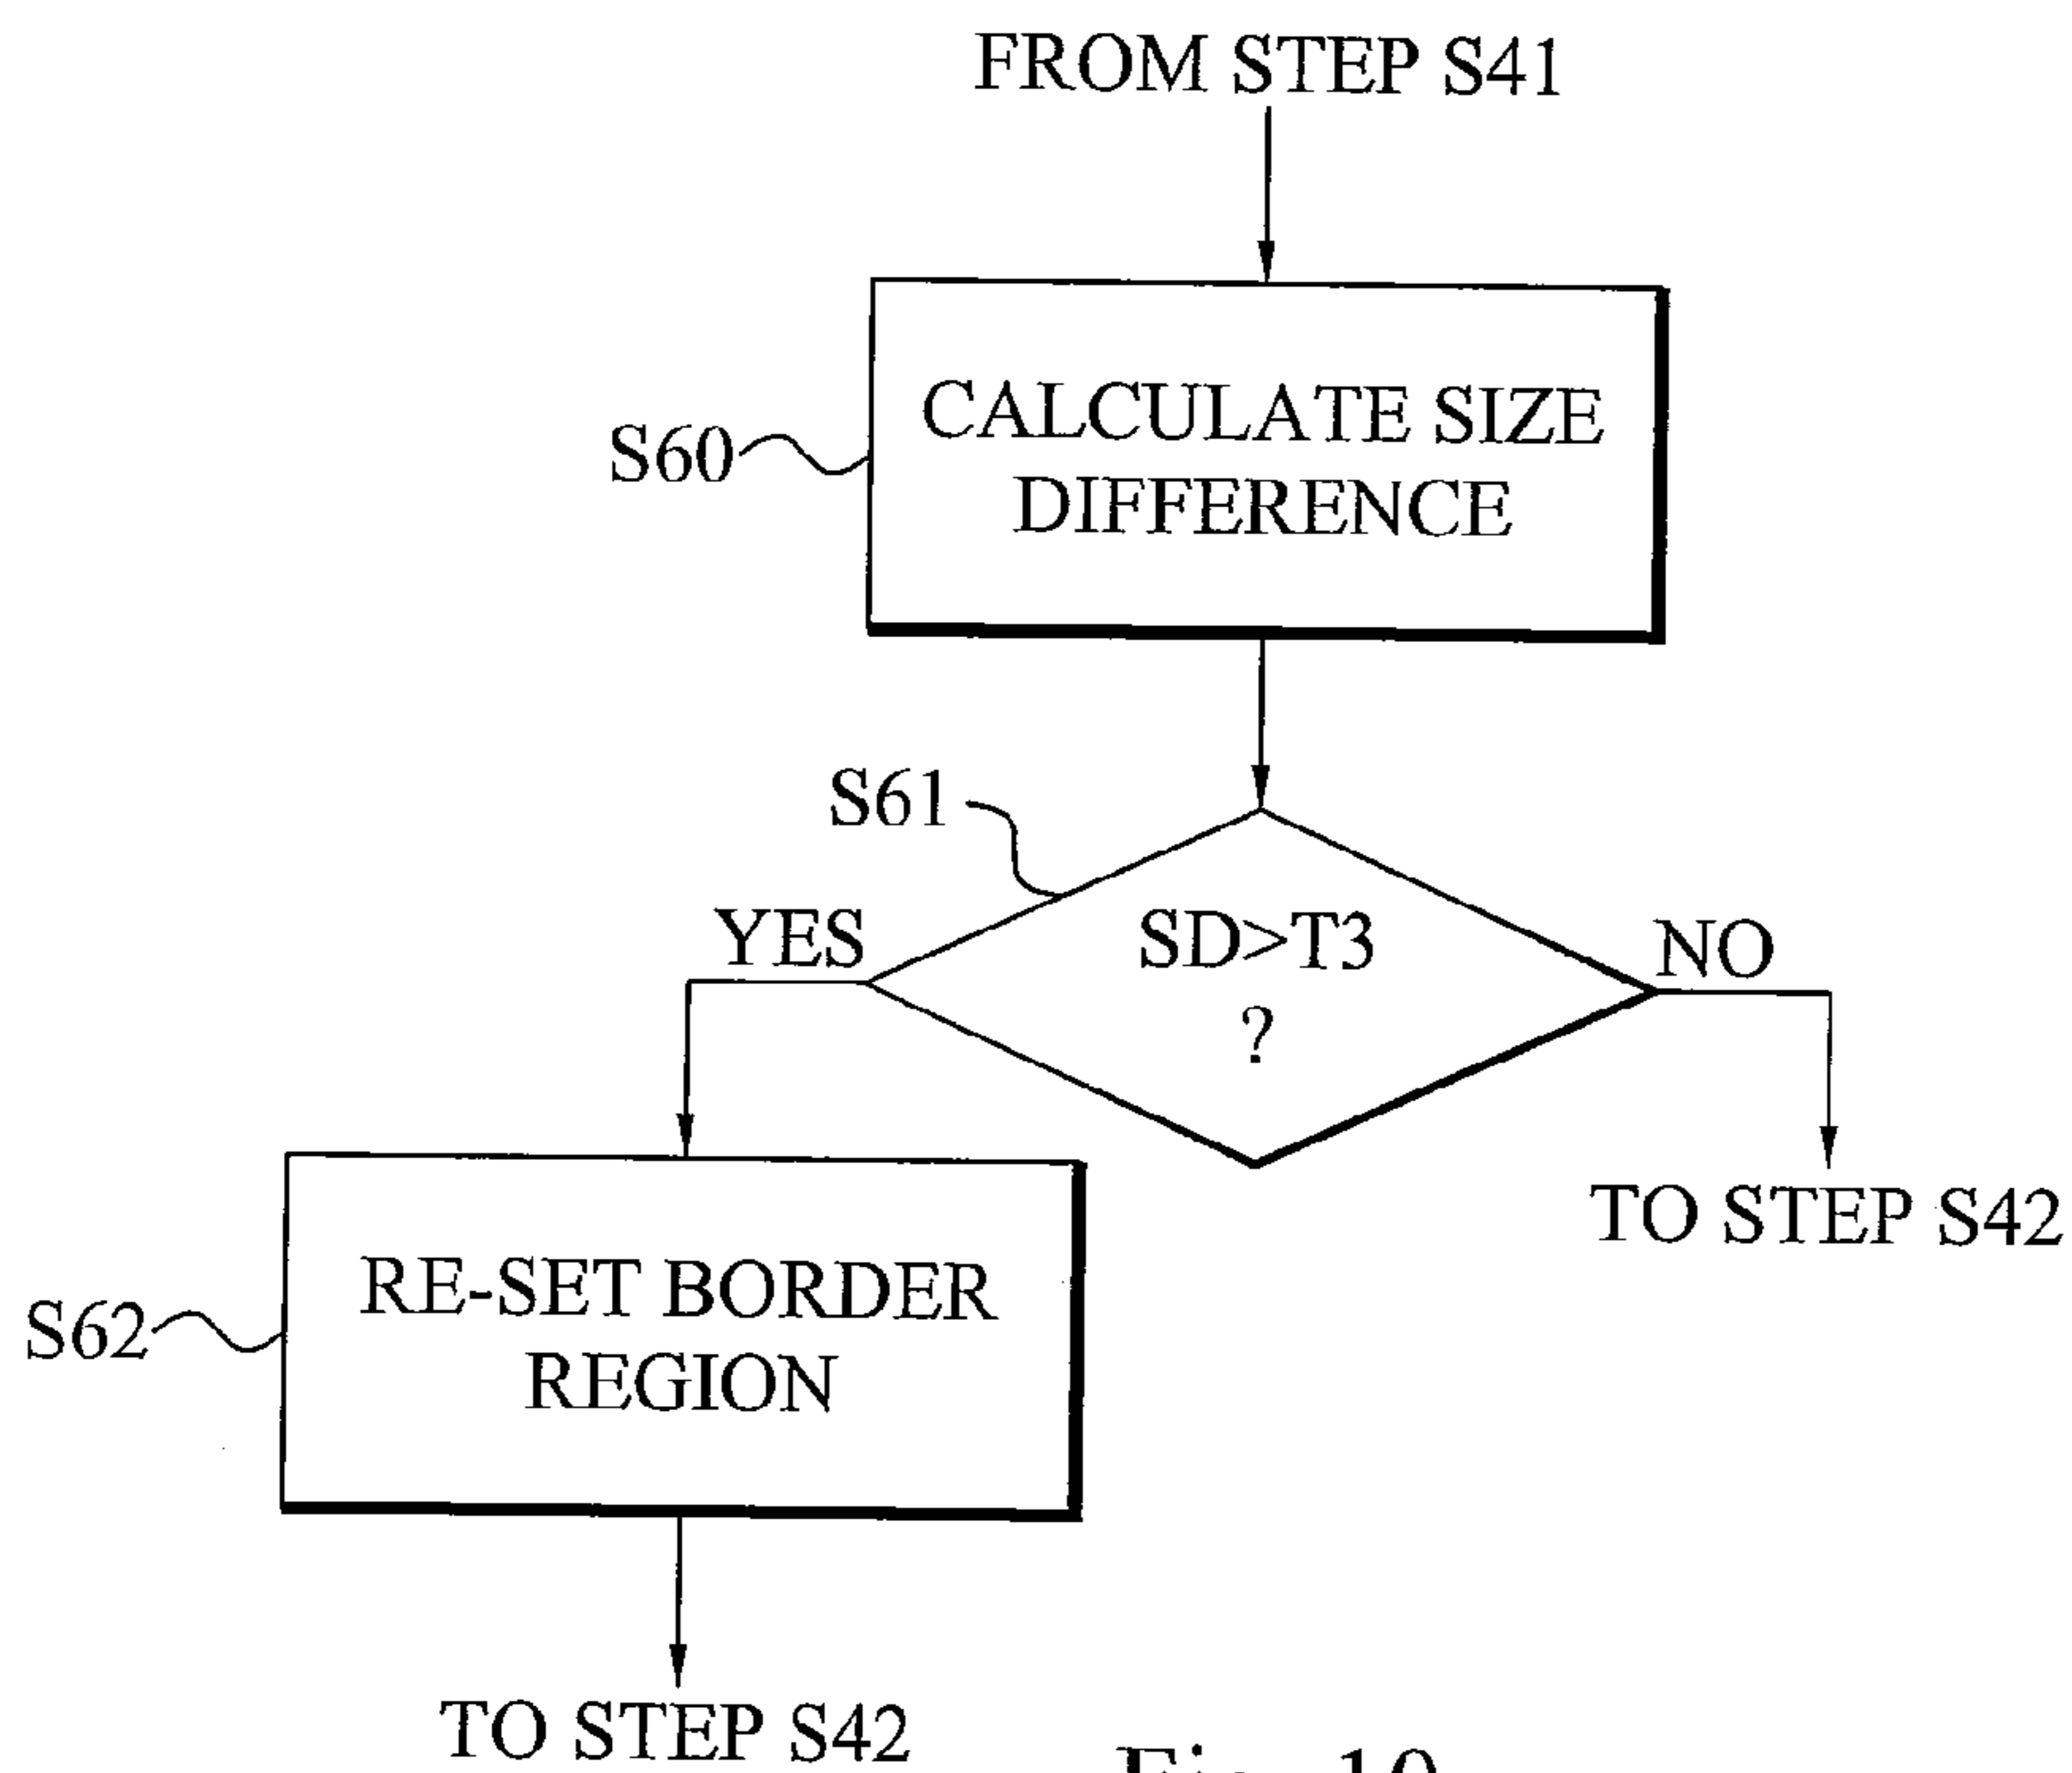 FROM STEP S41
CALCULATE SIZE
DIFFERENCE
S60
S61
YES
SD>T3
?
NO
TO STEP S42
RE-SET BORDER
REGION
S62
TO STEP S42